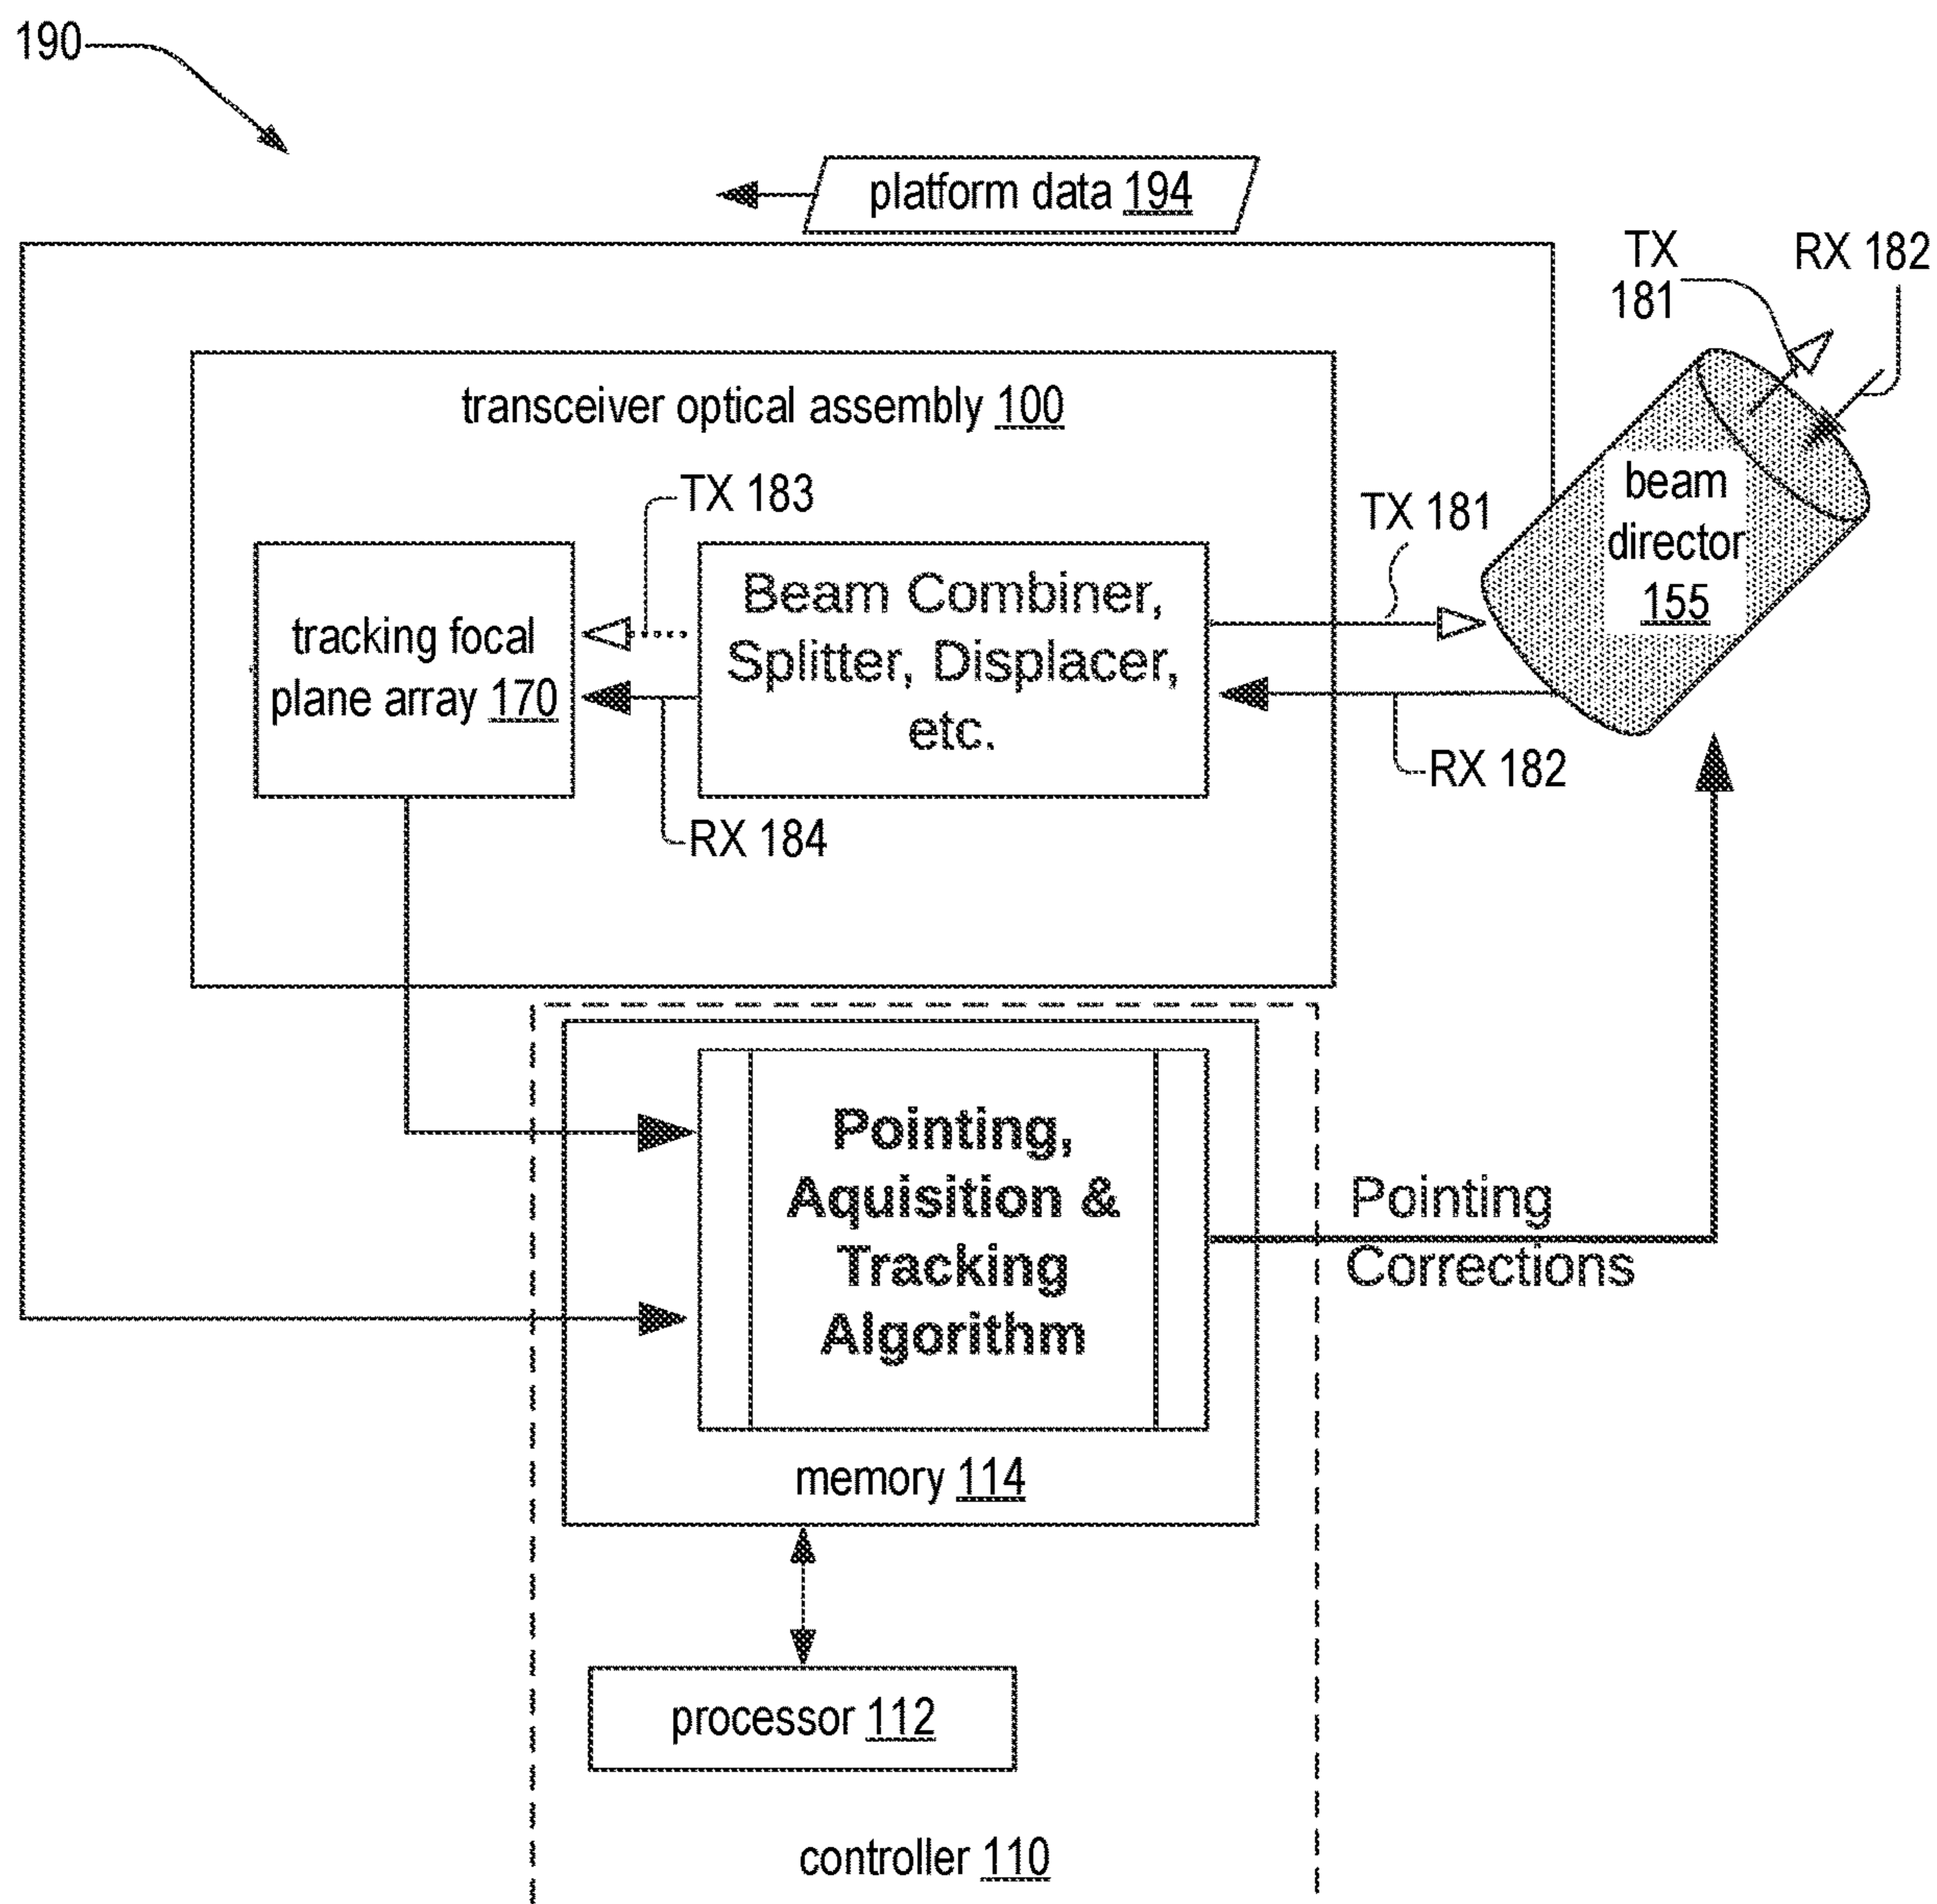 190
platform data 194
TX
181
RX 182
transceiver optical assembly 100
TX 183
TX 181
beam
director
155
tracking focal
plane array 170
Beam Combiner,
Splitter, Displacer,
etc.
RX 182
RX 184
Pointing,
Aquisition &
Tracking
Algorithm
Pointing
Corrections
memory 114
processor 112
controller 110